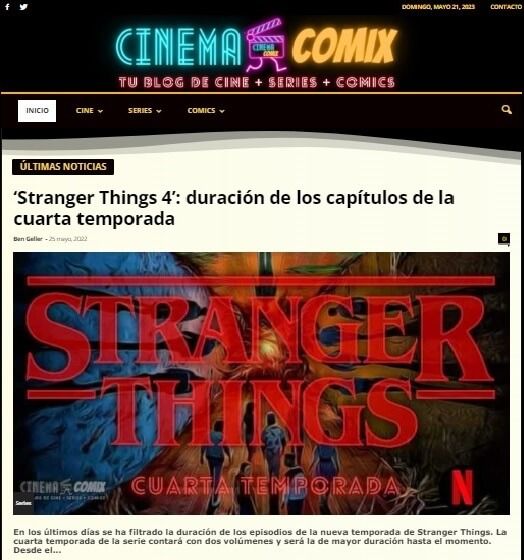 DOMINGO, MAYO 21, 2023 CONTACTO
CINEMA CINEMA COMIX COMIX
TU BLOG DE CINE + SERIES + COMICS
INICIO CINE SERIES COMICS
ÚLTIMAS NOTICIAS
‘Stranger Things 4’: duración de los capítulos de la
cuarta temporada
Ben Geller - 25 mayo, 2022
STRANGER
THINGS
CINEMA COMIX
CUARTA TEMPORADA
N
Series
En los últimos días se ha filtrado la duración de los episodios de la nueva temporada de Stranger Things. La
cuarta temporada de la serie contará con dos volúmenes y será la de mayor duración hasta el momento.
Desde el...